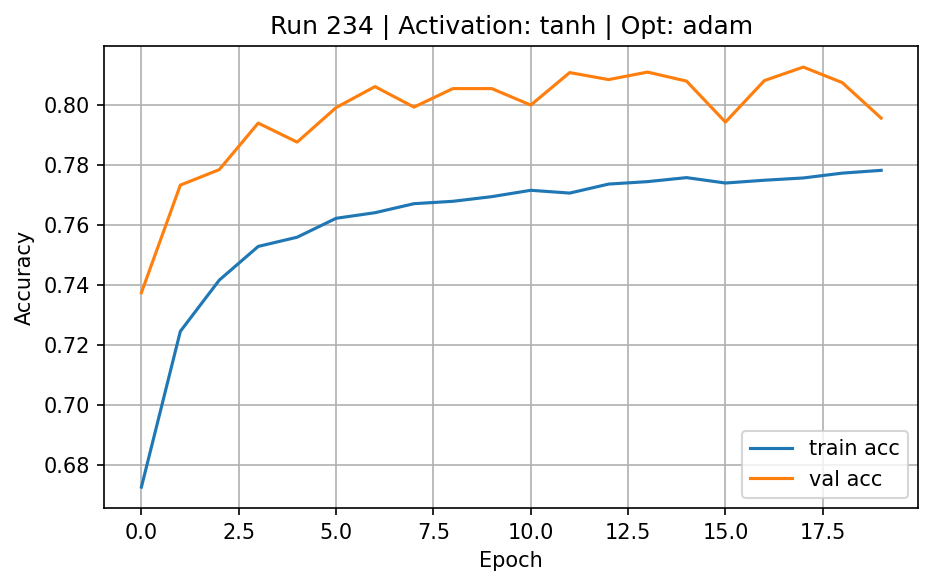 Run 234 | Activation: tanh | Opt: adam
Accuracy
0.80
0.78
0.76
0.74
0.72
0.70
0.68
train acc
val acc
0.0 2.5 5.0 7.5 10.0 12.5 15.0 17.5
Epoch